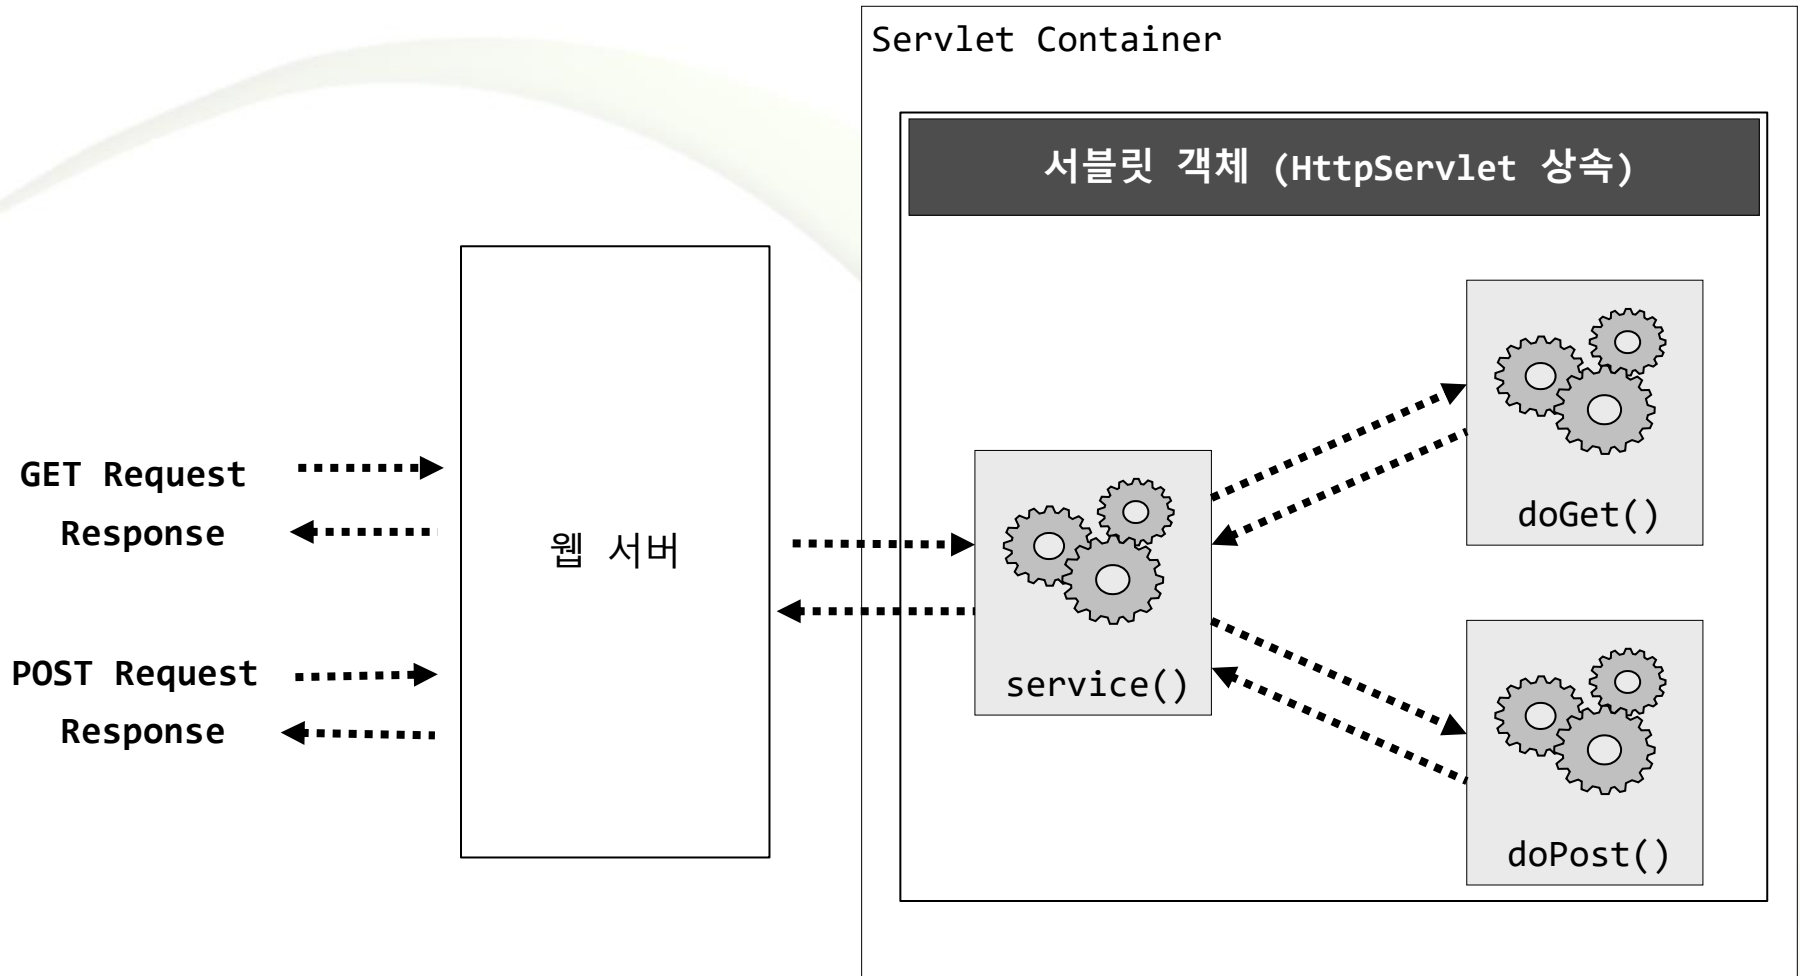 Servlet Container
서블릿 객체 (HttpServlet 상속)
GET Request
Response
POST Request
Response
웹 서버
service()
doGet()
doPost()